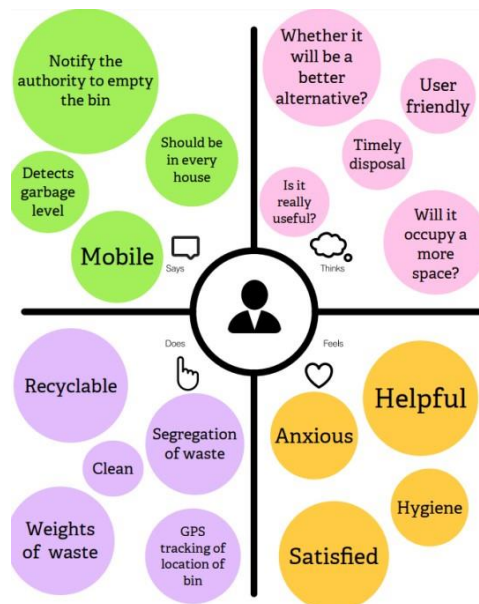 Notify the
authority to empty
the bin
Should be
in every
house
Detects
garbage
level
Mobile
Says
Whether it
will be a
better
alternative?
User
friendly
Timely
disposal
Is it
really
useful?
Will it
occupy a
more
space?
Thinks
Does
Recyclable
Segregation
of waste
Clean
Weights
of waste
GPS
tracking of
location of
bin
Feels
Helpful
Anxious
Hygiene
Satisfied